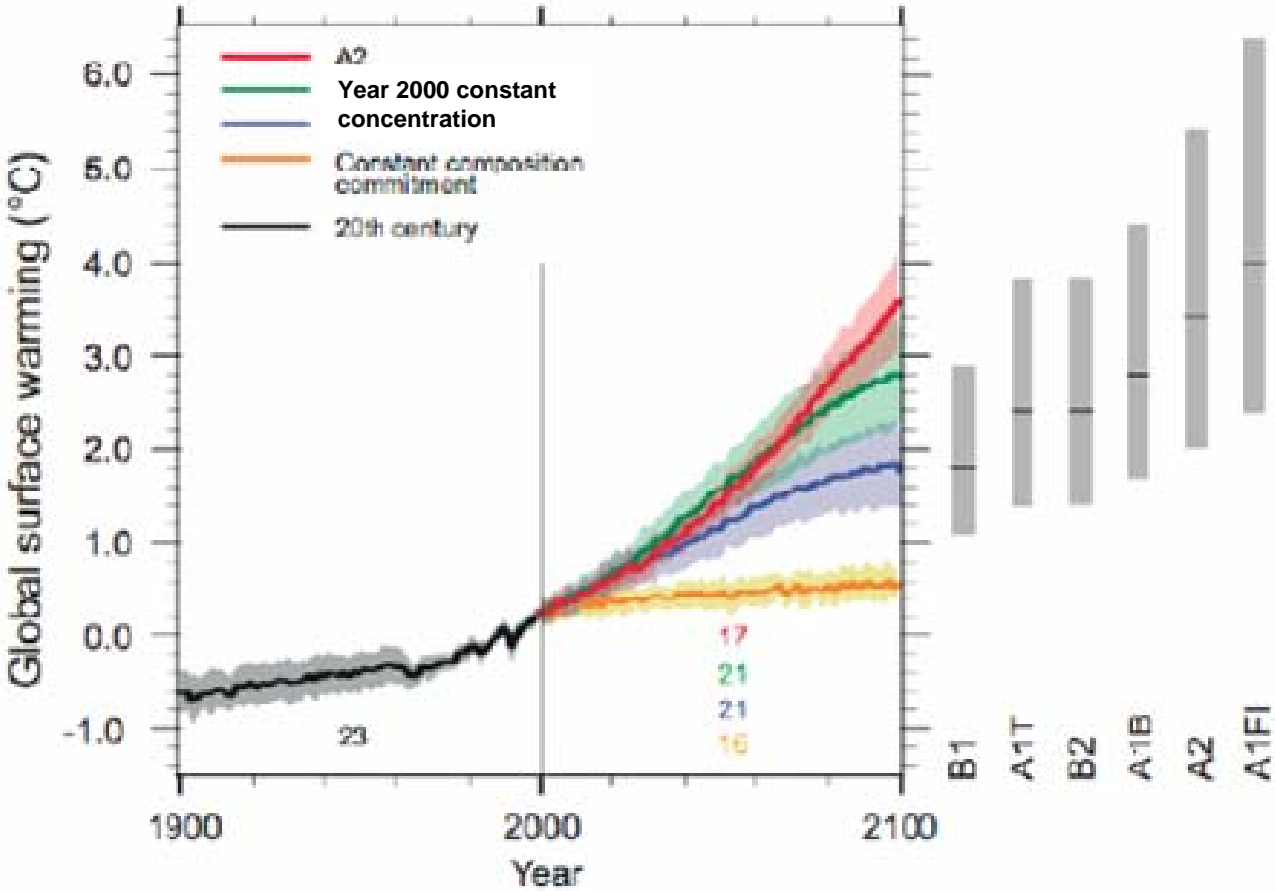 A2
Year 2000 constant
concentration
Constant composition
commitment
20th century
Global surface warming (°C)
6.0
5.0
4.0
3.0
2.0
1.0
0.0
-1.0
23
17
21
21
16
1900
2000
2100
Year
B1
A1T
B2
A1B
A2
A1FI